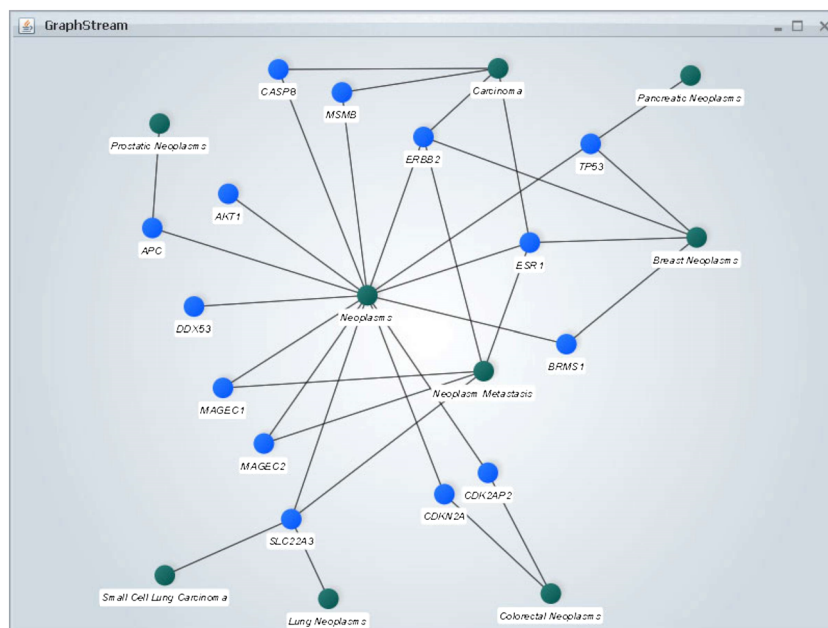 GraphStream
CASP8
Carcinoma
Pancreatic Neoplasms
MSMB
Prostatic Neoplasms
ERBB2
TP53
AKT1
APC
ESR1
Breast Neoplasms
Neoplasms
DDX53
BRMS1
Neoplasm Metastasis
MAGEC1
MAGEC2
CDK2AP2
CDKN2A
SLC22A3
Small Cell Lung Carcinoma
Lung Neoplasms
Colorectal Neoplasms